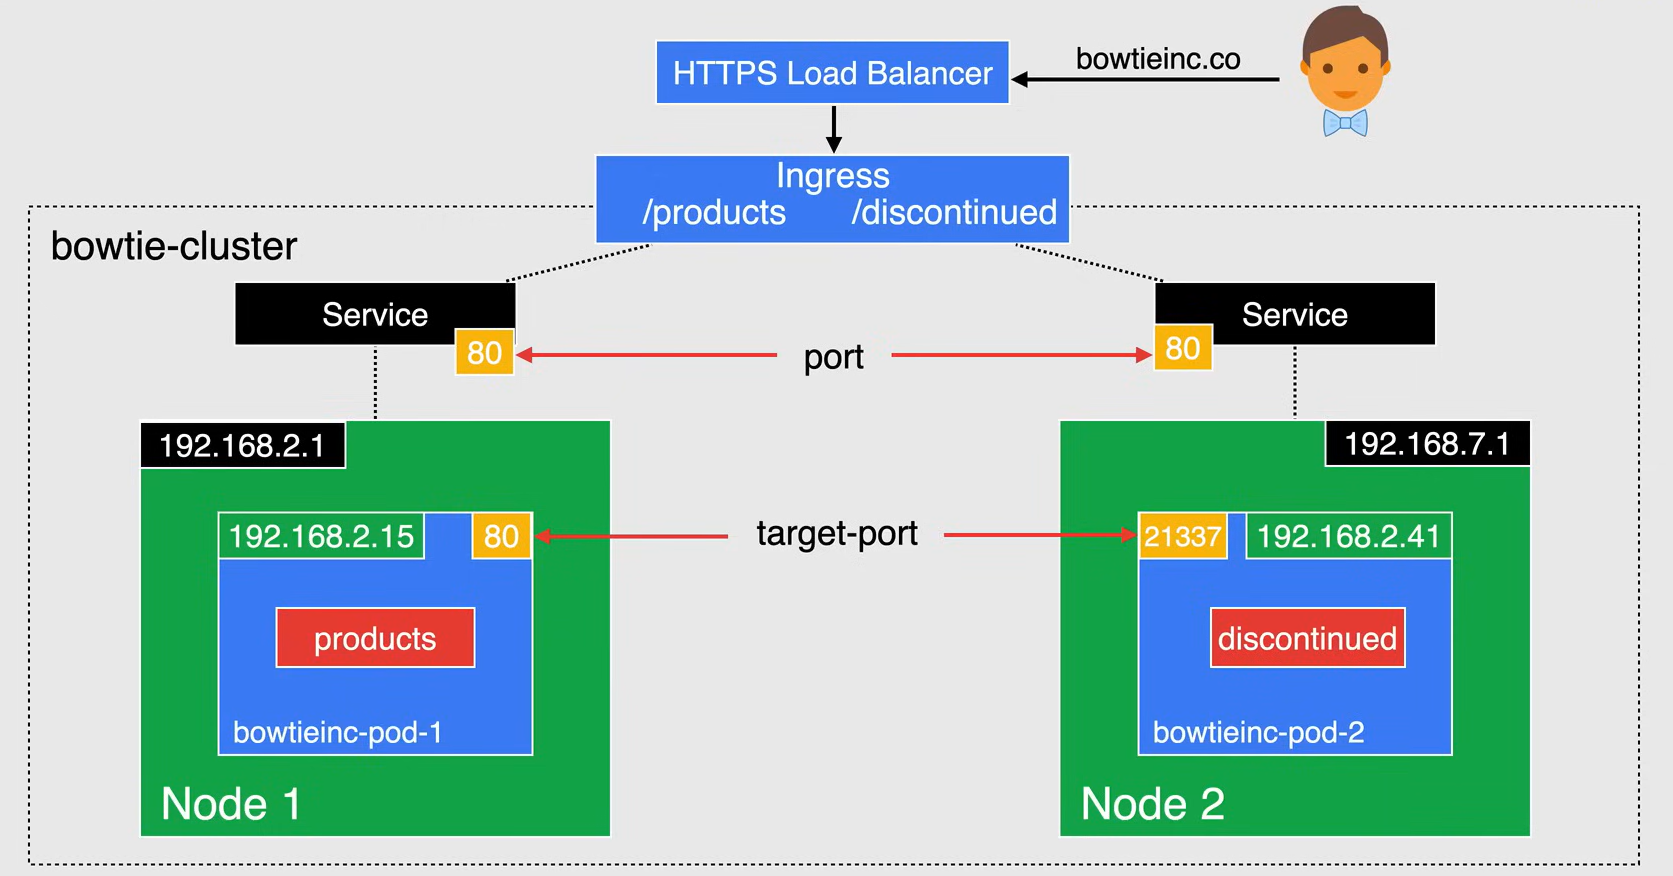 bowtieinc.co
HTTPS Load Balancer
Ingress
/products /discontinued
bowtie-cluster
Service
80
port
Service
80
192.168.2.1
192.168.7.1
192.168.2.15
80
target-port
21337
192.168.2.41
products
discontinued
bowtieinc-pod-1
bowtieinc-pod-2
Node 1
Node 2